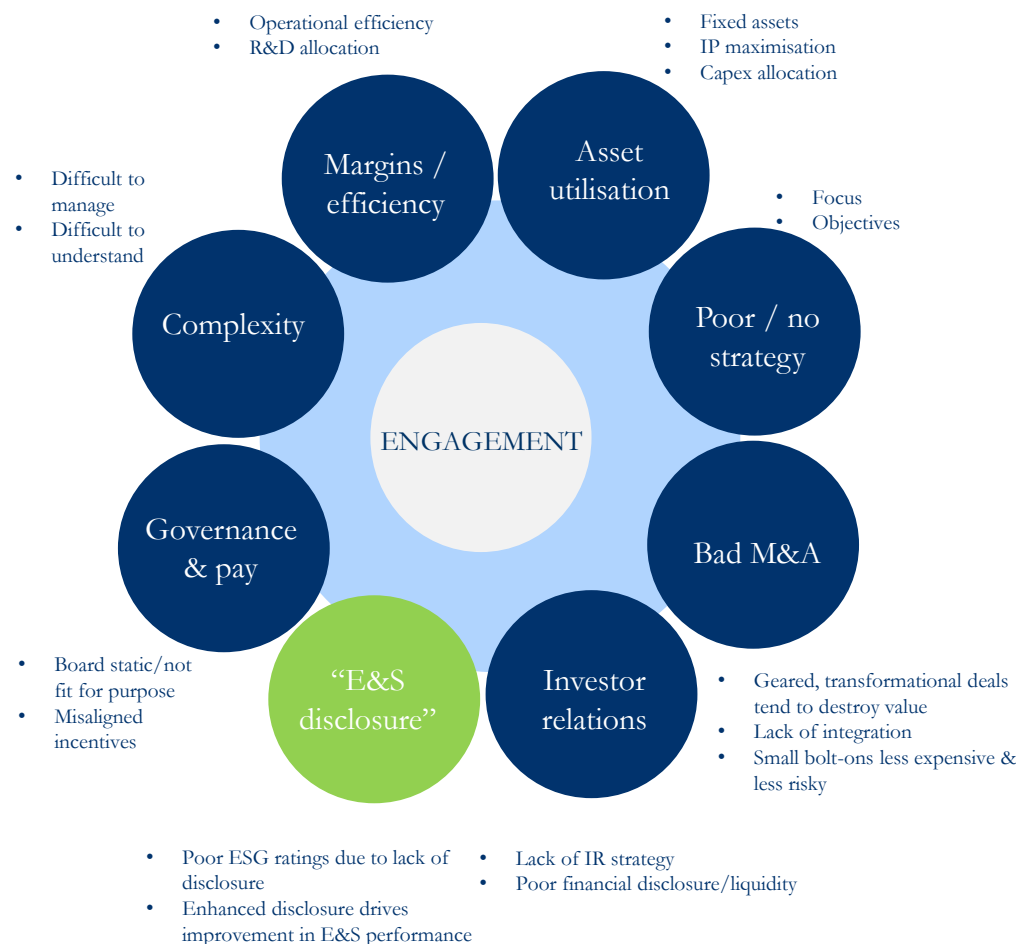 • Operational efficiency
• R&D allocation
• Fixed assets
• IP maximisation
• Capex allocation
Margins /
efficiency
Asset
utilisation
• Difficult to
manage
• Difficult to
understand
• Focus
• Objectives
Complexity
Poor / no
strategy
ENGAGEMENT
Governance
& pay
Bad M&A
• Board static/not
fit for purpose
• Misaligned
incentives
“E&S
disclosure”
Investor
relations
• Geared, transformational deals
tend to destroy value
• Lack of integration
• Small bolt-ons less expensive &
less risky
• Poor ESG ratings due to lack of
disclosure
• Enhanced disclosure drives
improvement in E&S performance
• Lack of IR strategy
• Poor financial disclosure/liquidity